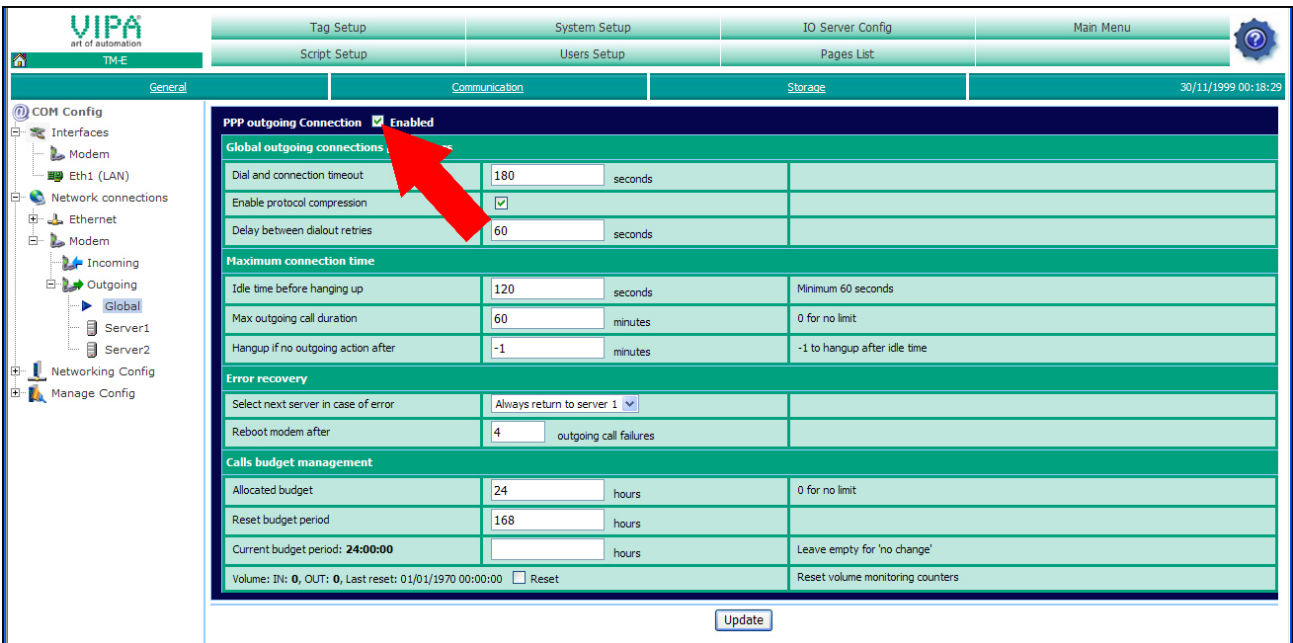 VIPA
art of automation
TM-E
Tag Setup
System Setup
IO Server Config
Main Menu
Script Setup
Users Setup
Pages List
General
Communication
Storage
30/11/1999 00:18:29
COM Config
Interfaces
Modem
Eth1 (LAN)
Network connections
Ethernet
Modem
Incoming
Outgoing
Global
Server1
Server2
Networking Config
Manage Config
PPP outgoing Connection Enabled
Global outgoing connections
Dial and connection timeout 180 seconds
Enable protocol compression
Delay between dialout retries 60 seconds
Maximum connection time
Idle time before hanging up 120 seconds Minimum 60 seconds
Max outgoing call duration 60 minutes 0 for no limit
Hangup if no outgoing action after -1 minutes -1 to hangup after idle time
Error recovery
Select next server in case of error Always return to server 1
Reboot modem after 4 outgoing call failures
Calls budget management
Allocated budget 24 hours 0 for no limit
Reset budget period 168 hours
Current budget period: 24:00:00 hours Leave empty for 'no change'
Volume: IN: 0, OUT: 0, Last reset: 01/01/1970 00:00:00 Reset Reset volume monitoring counters
Update